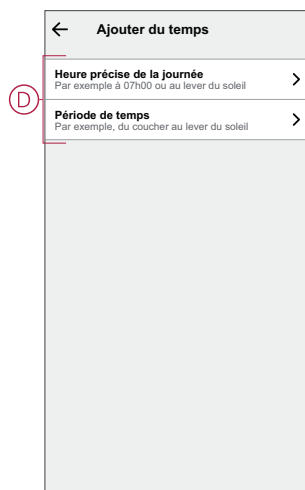 Ajouter du temps
Heure précise de la journée
Par exemple à 07h00 ou au lever du soleil
D
Période de temps
Par exemple, du coucher au lever du soleil